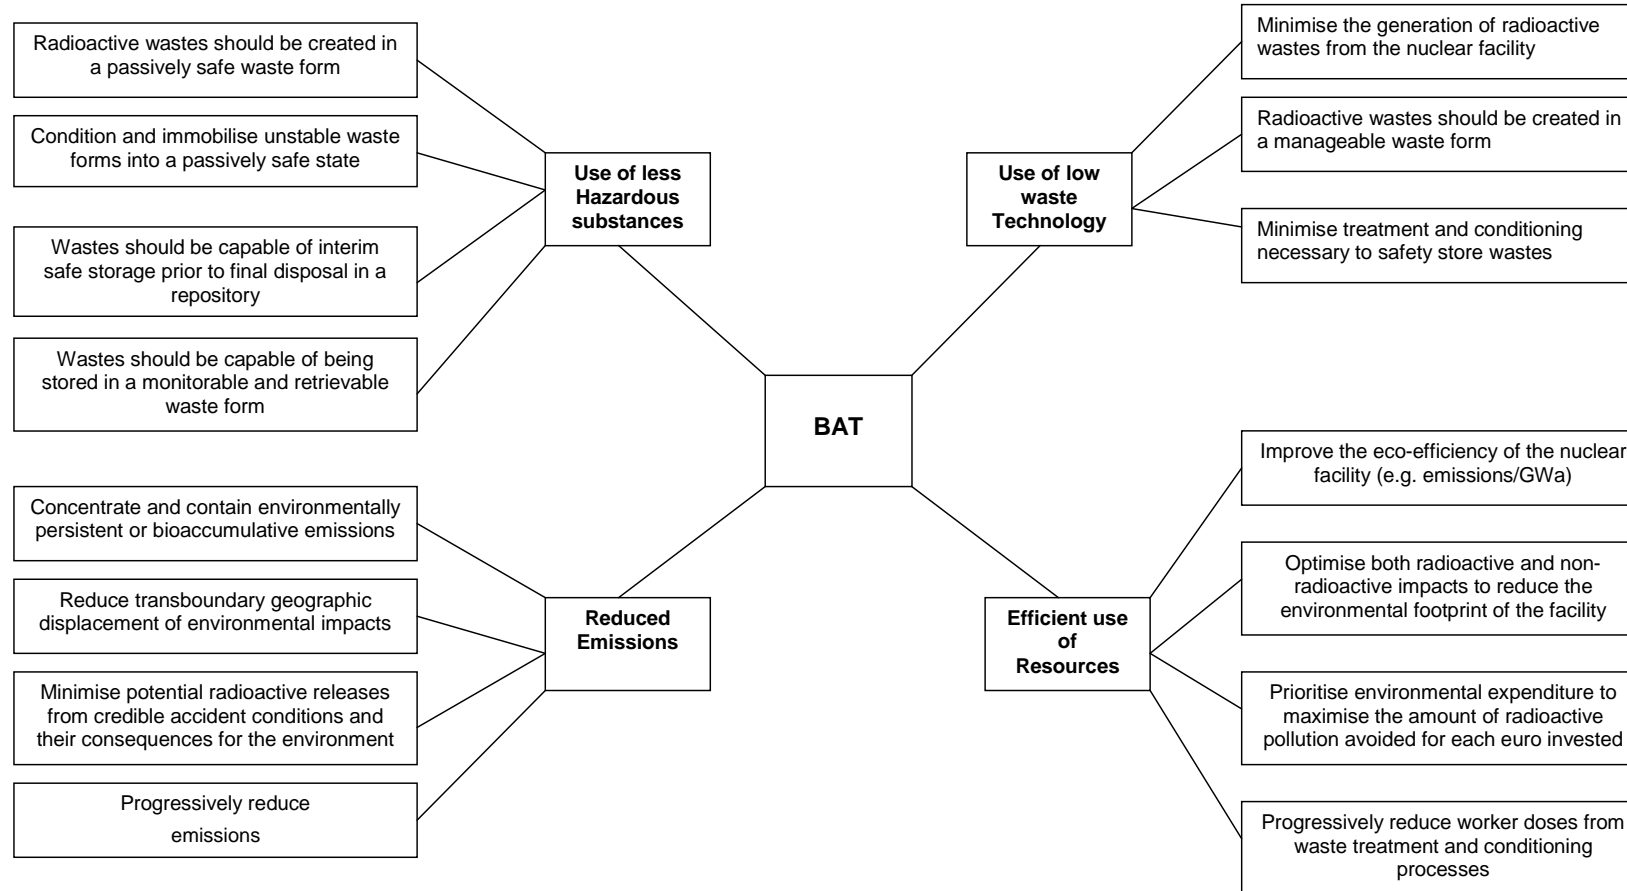 Radioactive wastes should be created in
a passively safe waste form
Condition and immobilise unstable waste
forms into a passively safe state
Wastes should be capable of interim
safe storage prior to final disposal in a
repository
Wastes should be capable of being
stored in a monitorable and retrievable
waste form
Use of less
Hazardous
substances
Use of low
waste
Technology
Minimise the generation of radioactive
wastes from the nuclear facility
Radioactive wastes should be created in
a manageable waste form
Minimise treatment and conditioning
necessary to safety store wastes
BAT
Concentrate and contain environmentally
persistent or bioaccumulative emissions
Reduce transboundary geographic
displacement of environmental impacts
Minimise potential radioactive releases
from credible accident conditions and
their consequences for the environment
Progressively reduce
emissions
Reduced
Emissions
Efficient use
of
Resources
Improve the eco-efficiency of the nuclear
facility (e.g. emissions/GWa)
Optimise both radioactive and non-
radioactive impacts to reduce the
environmental footprint of the facility
Prioritise environmental expenditure to
maximise the amount of radioactive
pollution avoided for each euro invested
Progressively reduce worker doses from
waste treatment and conditioning
processes